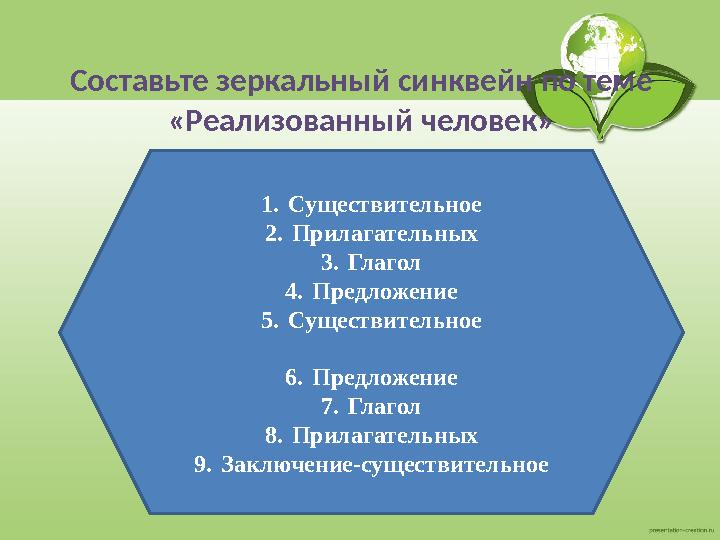 Составьте зеркальный синквейн по теме
«Реализованный человек»
1. Существительное
2. Прилагательных
3. Глагол
4. Предложение
5. Существительное
6. Предложение
7. Глагол
8. Прилагательных
9. Заключение-существительное
presentation-creation.ru